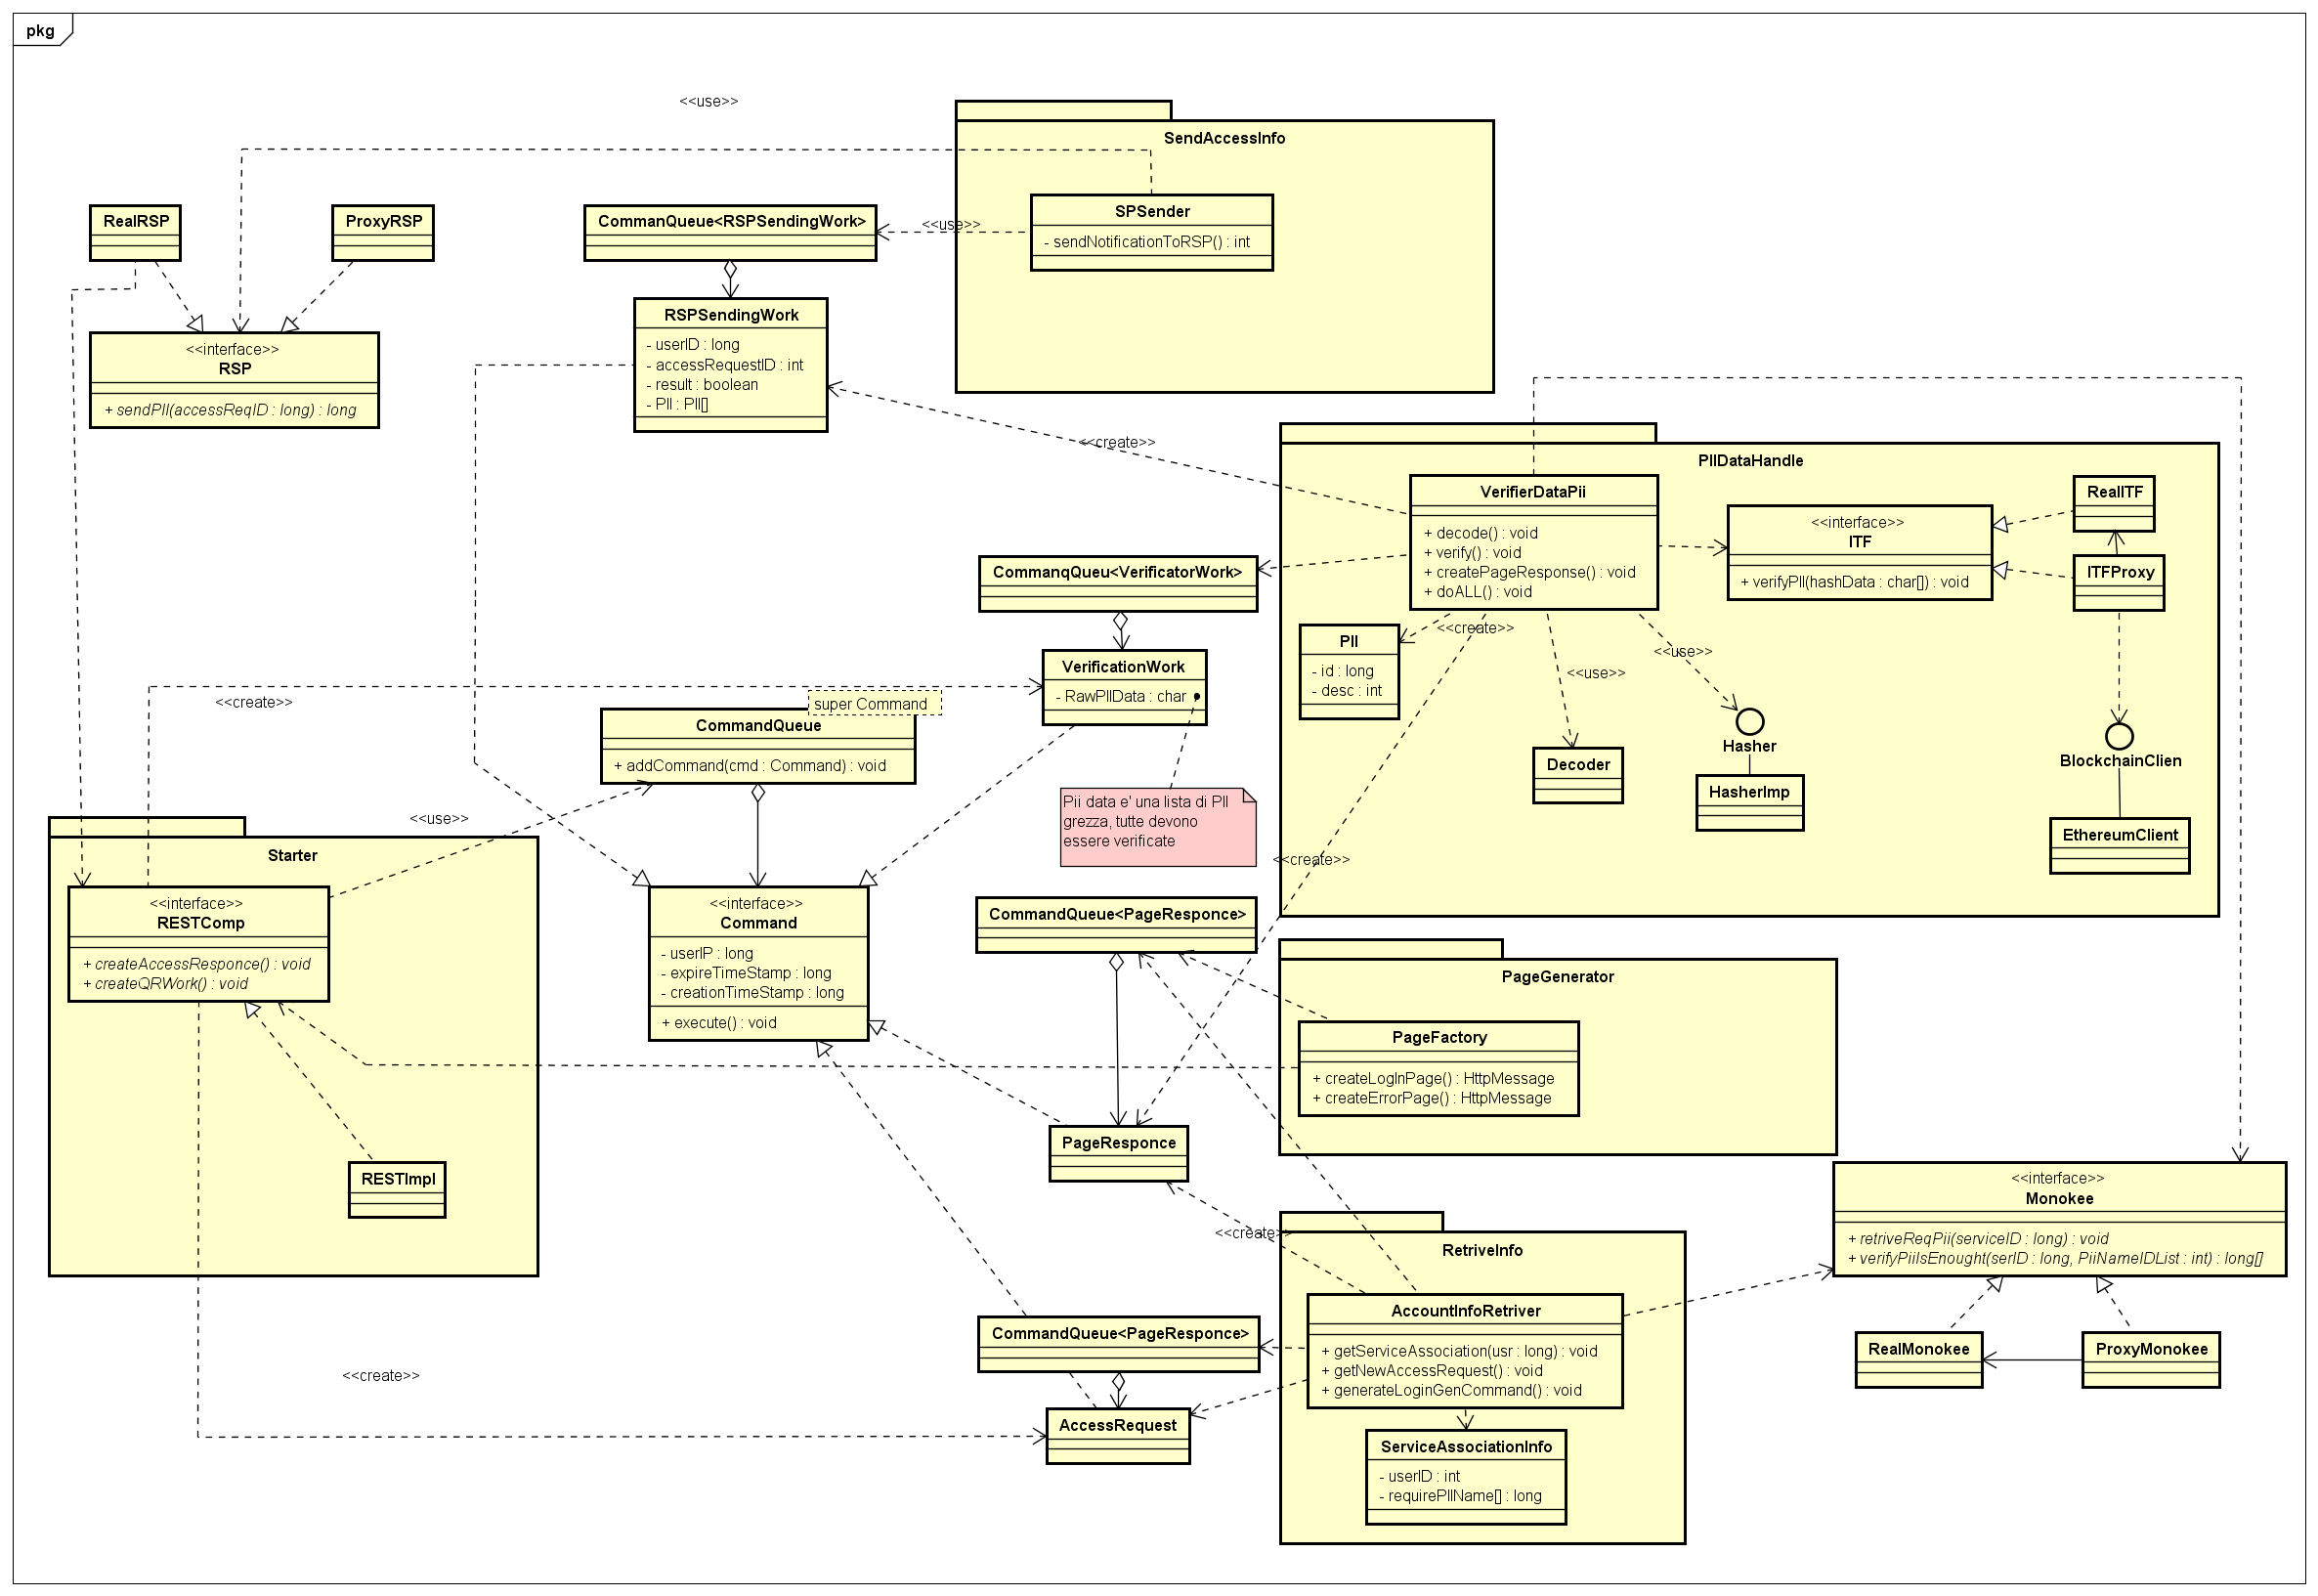 pkg
<<use>>
SendAccessInfo
SPSender
- sendNotificationToRSP() : int
<<use>>
RealRSP
ProxyRSP
CommanQueue<RSPSendingWork>
RSPSendingWork
- userID : long
- accessRequestID : int
- result : boolean
- PII : PII[]
<<interface>>
RSP
+ sendPII(accessReqID : long) : long
<<create>>
PIIDataHandle
VerifierDataPii
+ decode() : void
+ verify() : void
+ createPageResponse() : void
+ doALL() : void
<<interface>>
ITF
+ verifyPII(hashData : char[]) : void
RealITF
ITFProxy
CommanqQueu<VerificatorWork>
PII
- id : long
- desc : int
<<create>>
<<use>>
<<use>>
Hasher
HasherImp
Decoder
BlockchainClien
EthereumClient
VerificationWork
- RawPIIData : char
<<create>>
super Command
CommandQueue
+ addCommand(cmd : Command) : void
Pii data e' una lista di PII
grezza, tutte devono
essere verificate
<<use>>
<<create>>
Starter
<<interface>>
RESTComp
+ createAccessResponce() : void
+ createQRWork() : void
RESTImpl
<<interface>>
Command
- userIP : long
- expireTimeStamp : long
- creationTimeStamp : long
+ execute() : void
CommandQueue<PageResponce>
PageGenerator
PageFactory
+ createLogInPage() : HttpMessage
+ createErrorPage() : HttpMessage
PageResponce
<<create>>
<<interface>>
Monokee
+ retriveReqPii(serviceID : long) : void
+ verifyPiiIsEnought(serID : long, PiiNameIDList : int) : long[]
RealMonokee
ProxyMonokee
RetriveInfo
AccountInfoRetriver
+ getServiceAssociation(usr : long) : void
+ getNewAccessRequest() : void
+ generateLoginGenCommand() : void
CommandQueue<PageResponce>
<<create>>
AccessRequest
ServiceAssociationInfo
- userID : int
- requirePIIName[] : long